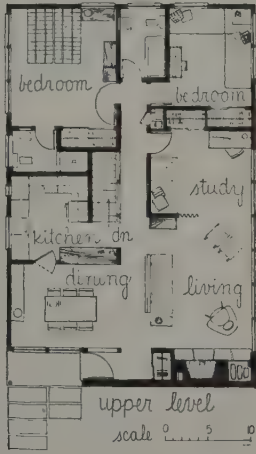 bedroom
bedroom
study
kitchen dn
dining
living
upper level
scale 0 5 10